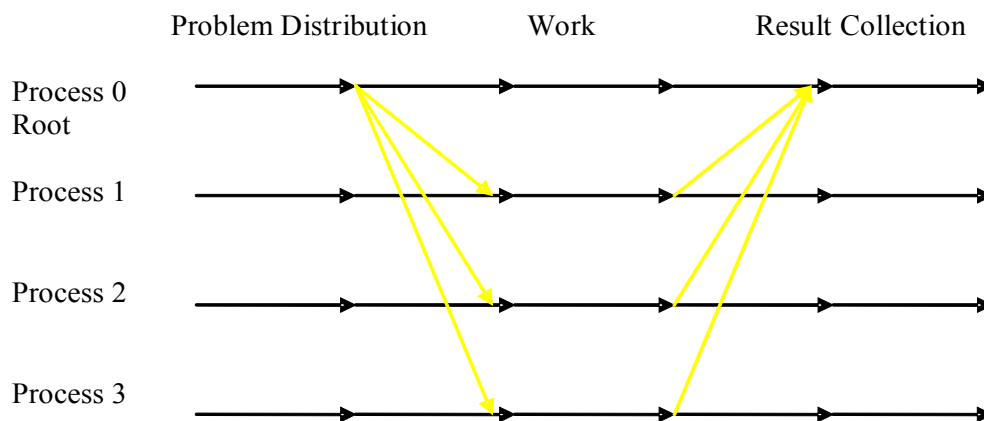 Problem Distribution Work Result Collection
Process 0
Root
Process 1
Process 2
Process 3